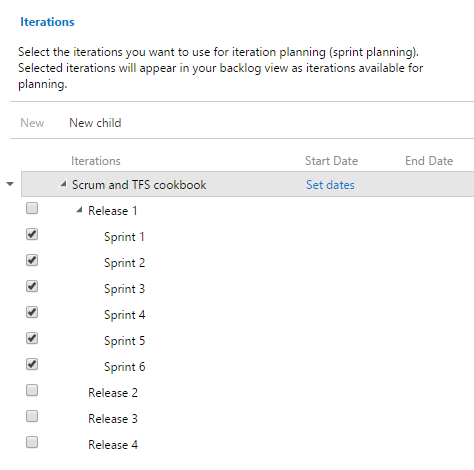 Iterations
Select the iterations you want to use for iteration planning (sprint planning).
Selected iterations will appear in your backlog view as iterations available for
planning.
New New child
Iterations Start Date End Date
Scrum and TFS cookbook Set dates
Release 1
Sprint 1
Sprint 2
Sprint 3
Sprint 4
Sprint 5
Sprint 6
Release 2
Release 3
Release 4